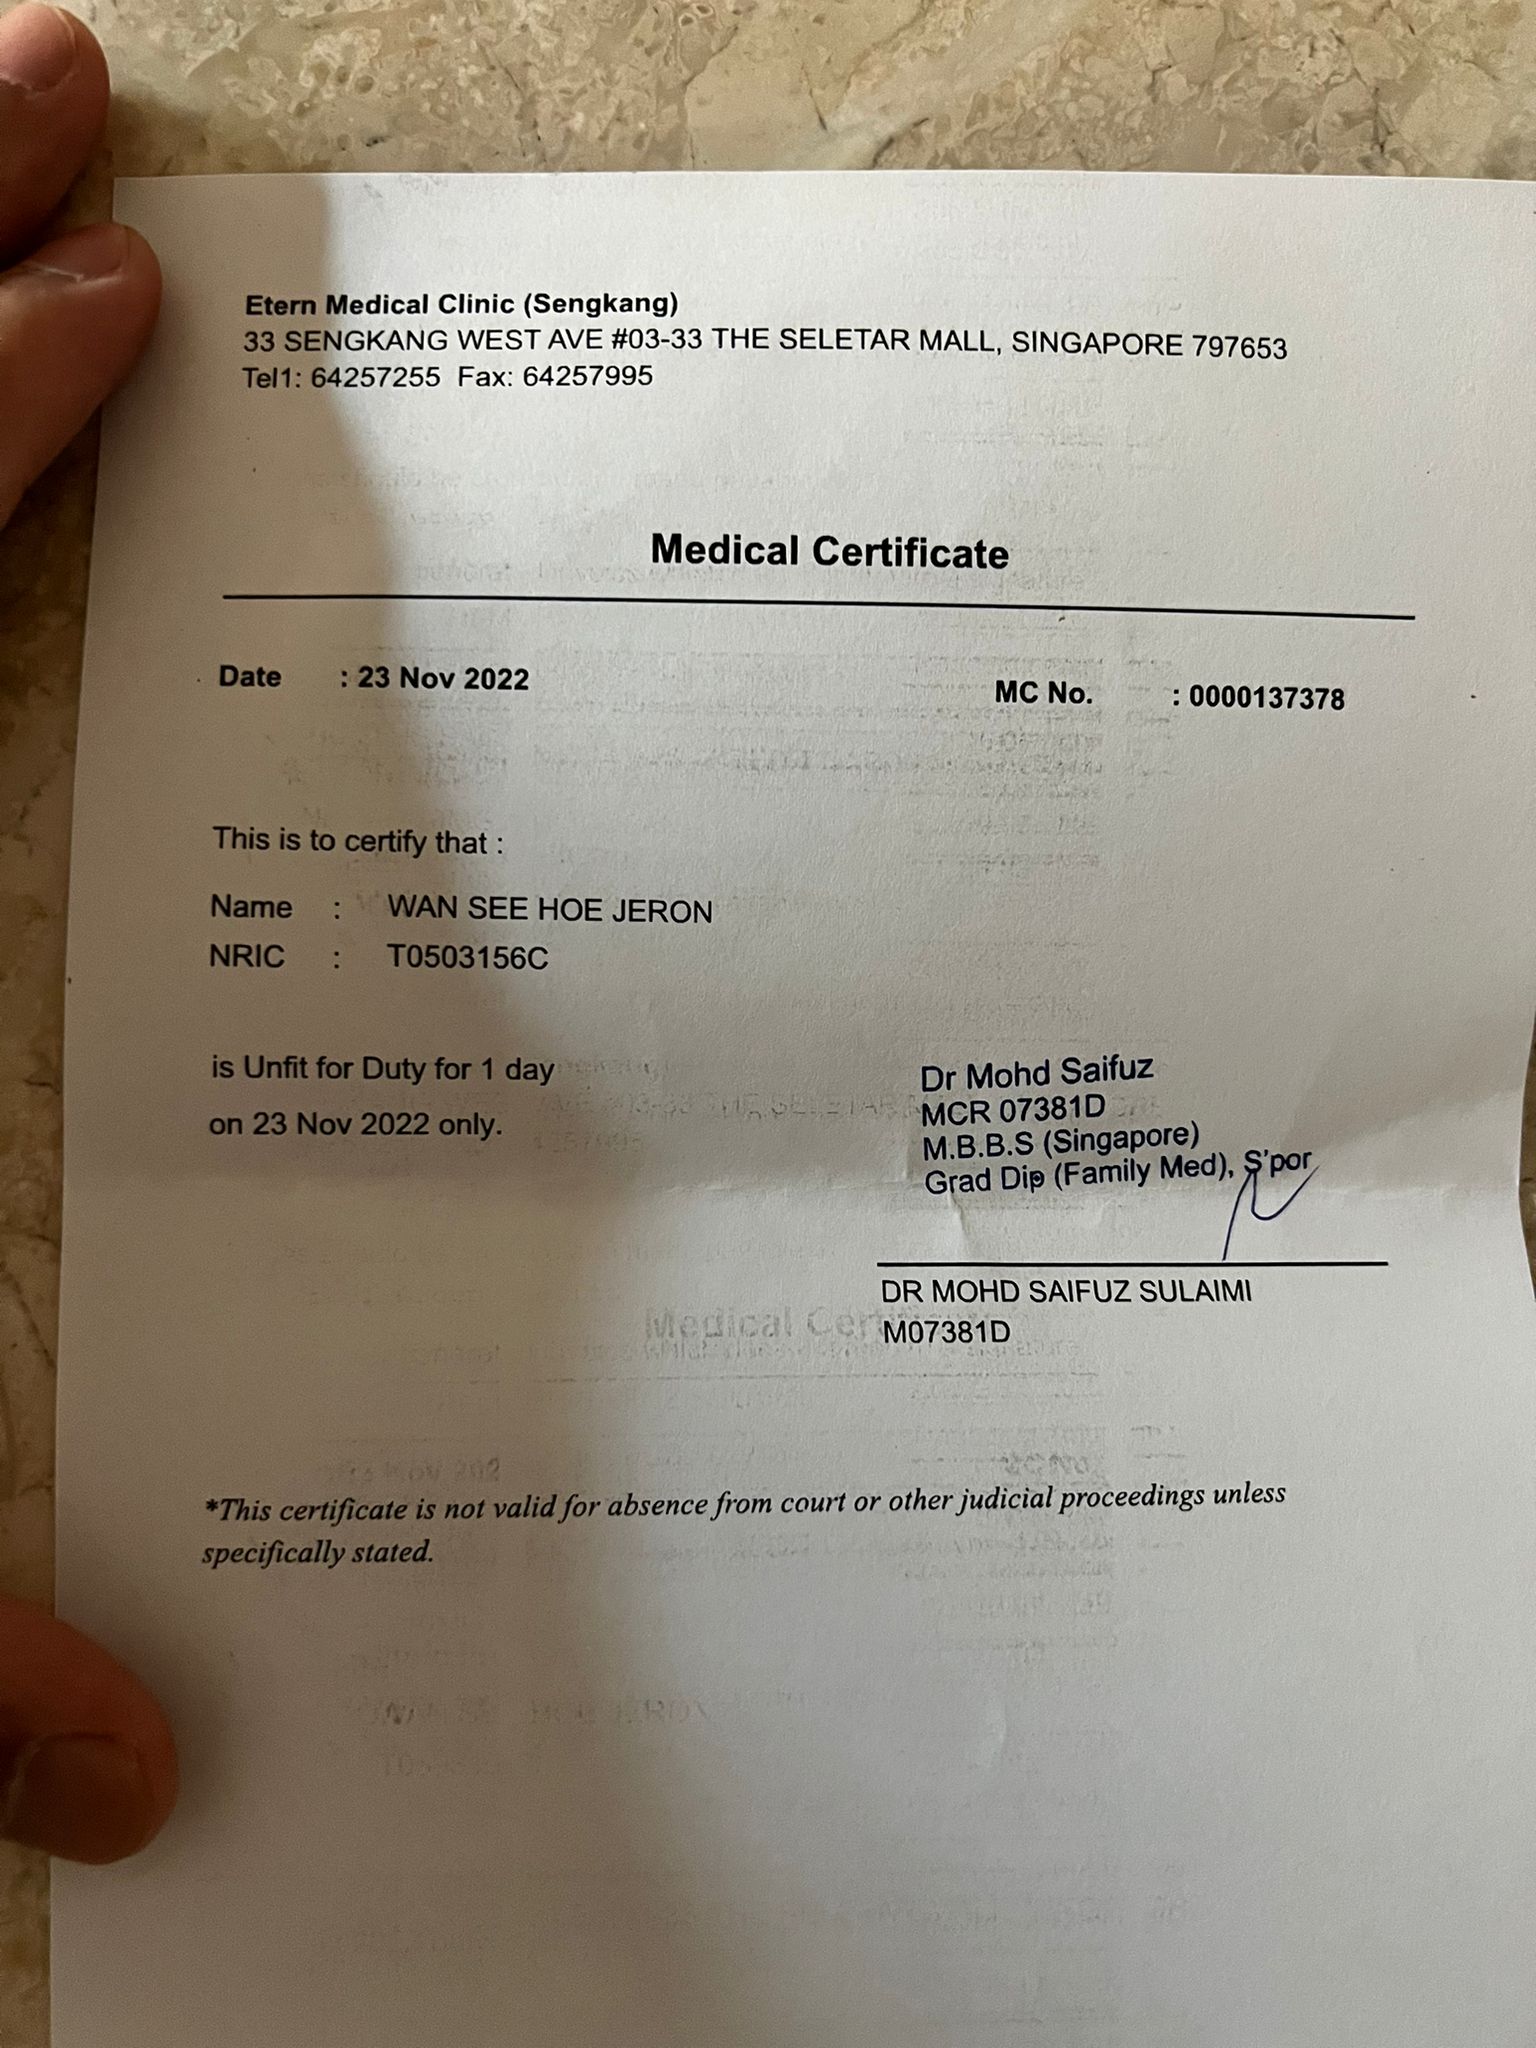 Etern Medical Clinic (Sengkang)
33 SENGKANG WEST AVE #03-33 THE SELETAR MALL, SINGAPORE 797653
Tel1: 64257255 Fax: 64257995
Medical Certificate
Date : 23 Nov 2022
MC No. : 0000137378
This is to certify that :
Name : WAN SEE HOE JERON
NRIC : T0503156C
is Unfit for Duty for 1 day
on 23 Nov 2022 only.
Dr Mohd Saifuz
MCR 07381D
M.B.B.S (Singapore)
Grad Dip (Family Med), S'por
DR MOHD SAIFUZ SULAIMI
M07381D
Medical Certificate
*This certificate is not valid for absence from court or other judicial proceedings unless
specifically stated.